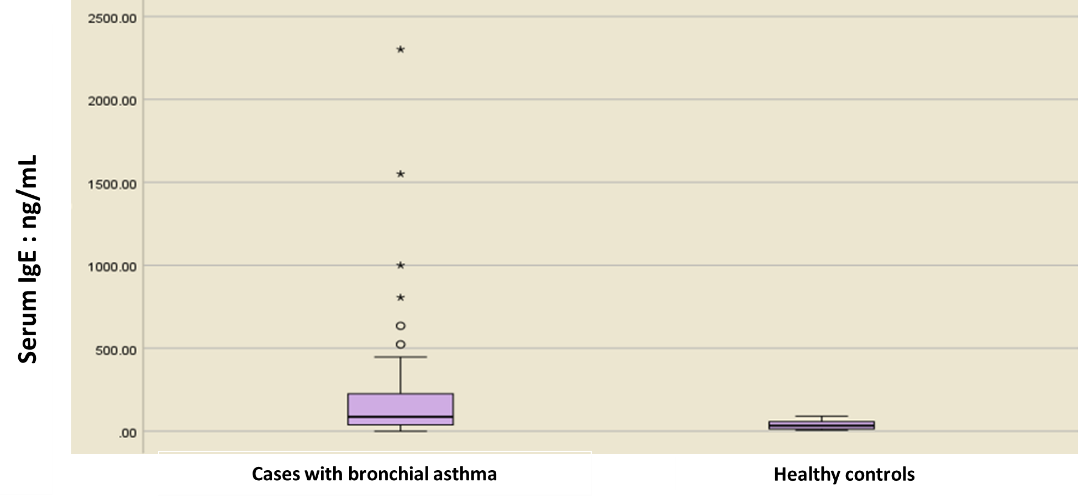 Serum IgE : ng/mL
2500.00
2000.00
1500.00
1000.00
500.00
.00
Cases with bronchial asthma
Healthy controls